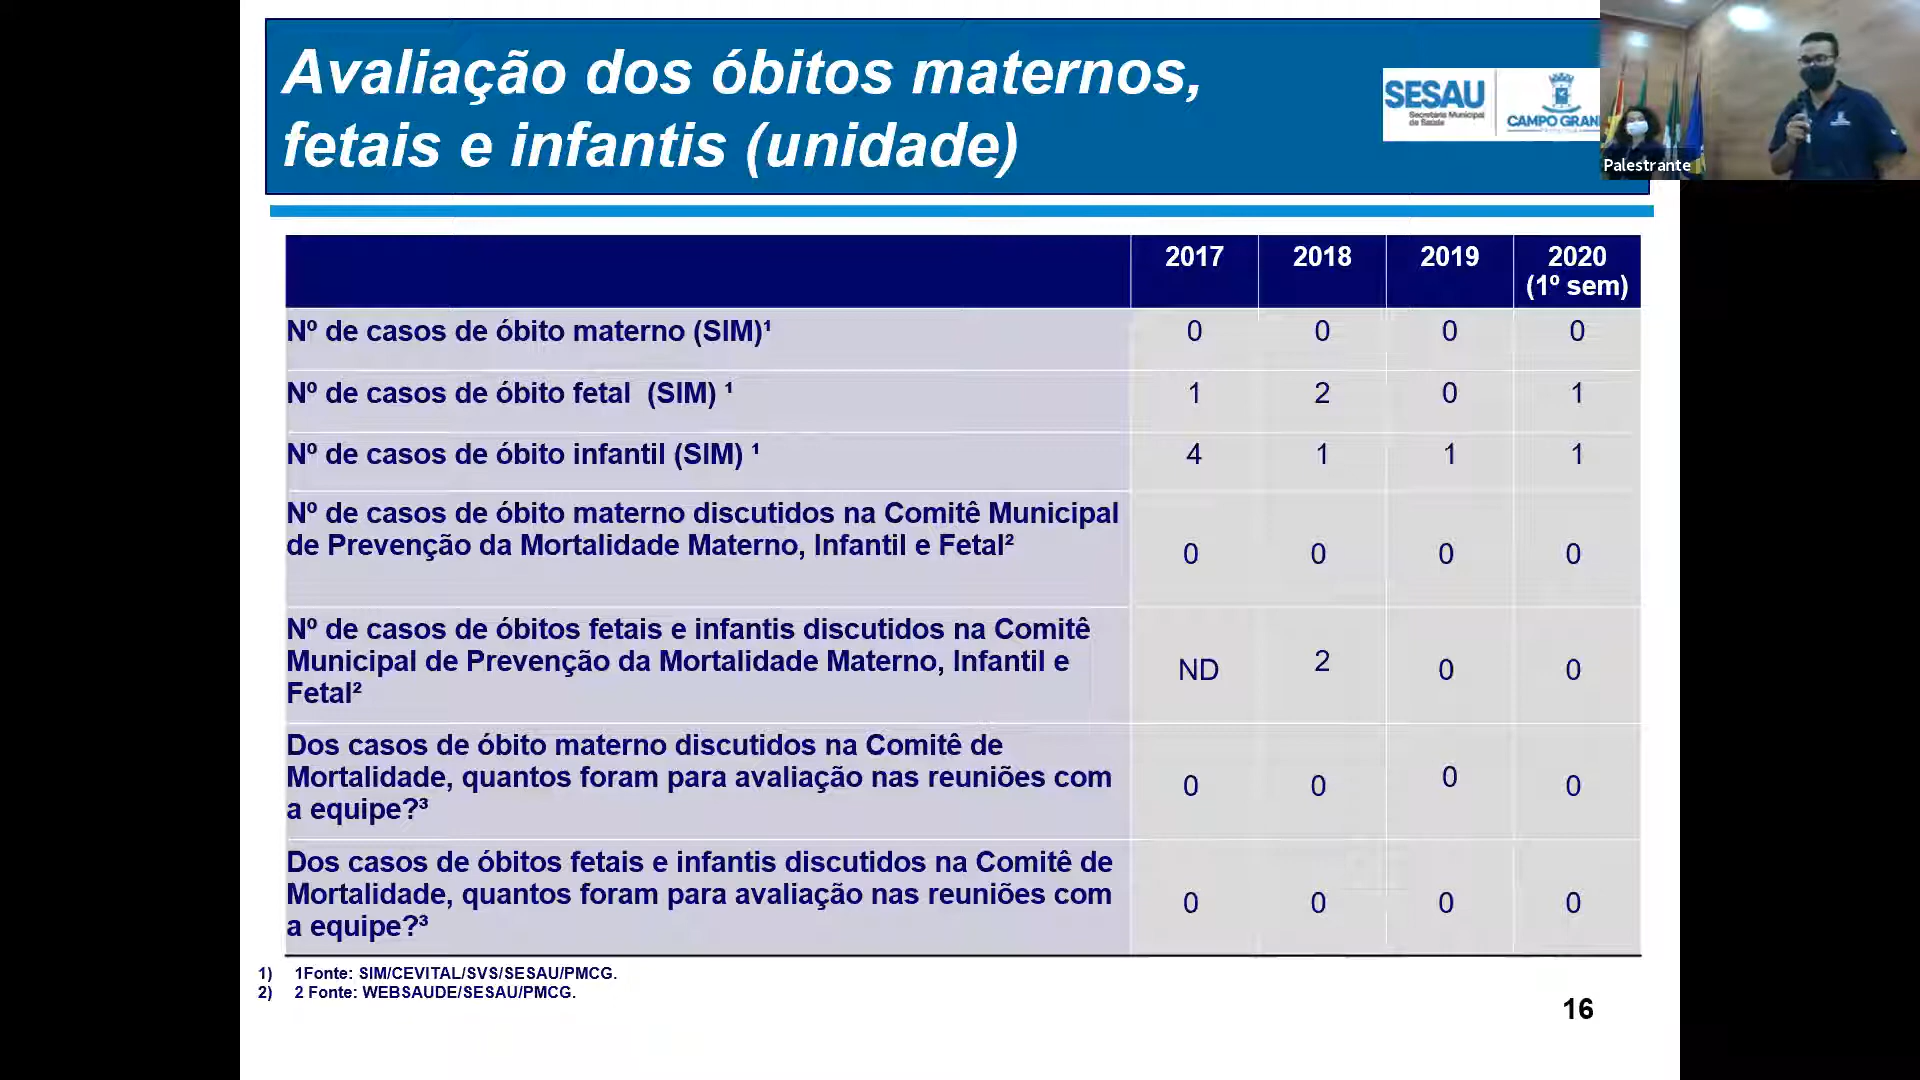 Avaliação dos óbitos maternos,
fetais e infantis (unidade)
SESAU
Secretaria Municipal
de Saúde
CAMPO GRAN
Palestrante
2017 2018 2019 2020
(1º sem)
Nº de casos de óbito materno (SIM)¹ 0 0 0 0
Nº de casos de óbito fetal (SIM) ¹ 1 2 0 1
Nº de casos de óbito infantil (SIM) ¹ 4 1 1 1
Nº de casos de óbito materno discutidos na Comitê Municipal
de Prevenção da Mortalidade Materno, Infantil e Fetal²
0 0 0 0
Nº de casos de óbitos fetais e infantis discutidos na Comitê
Municipal de Prevenção da Mortalidade Materno, Infantil e
Fetal²
ND 2 0 0
Dos casos de óbito materno discutidos na Comitê de
Mortalidade, quantos foram para avaliação nas reuniões com
a equipe?³
0 0 0 0
Dos casos de óbitos fetais e infantis discutidos na Comitê de
Mortalidade, quantos foram para avaliação nas reuniões com
a equipe?³
0 0 0 0
1) 1Fonte: SIM/CEVITAL/SVS/SESAU/PMCG.
2) 2 Fonte: WEBSAUDE/SESAU/PMCG.
16